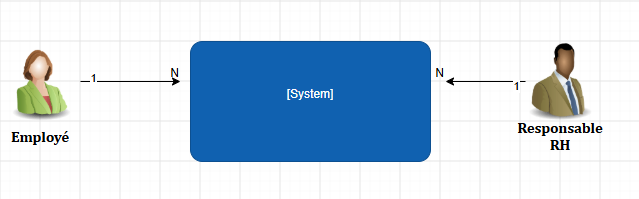 1
N
[System]
N
1
Employé
Responsable
RH